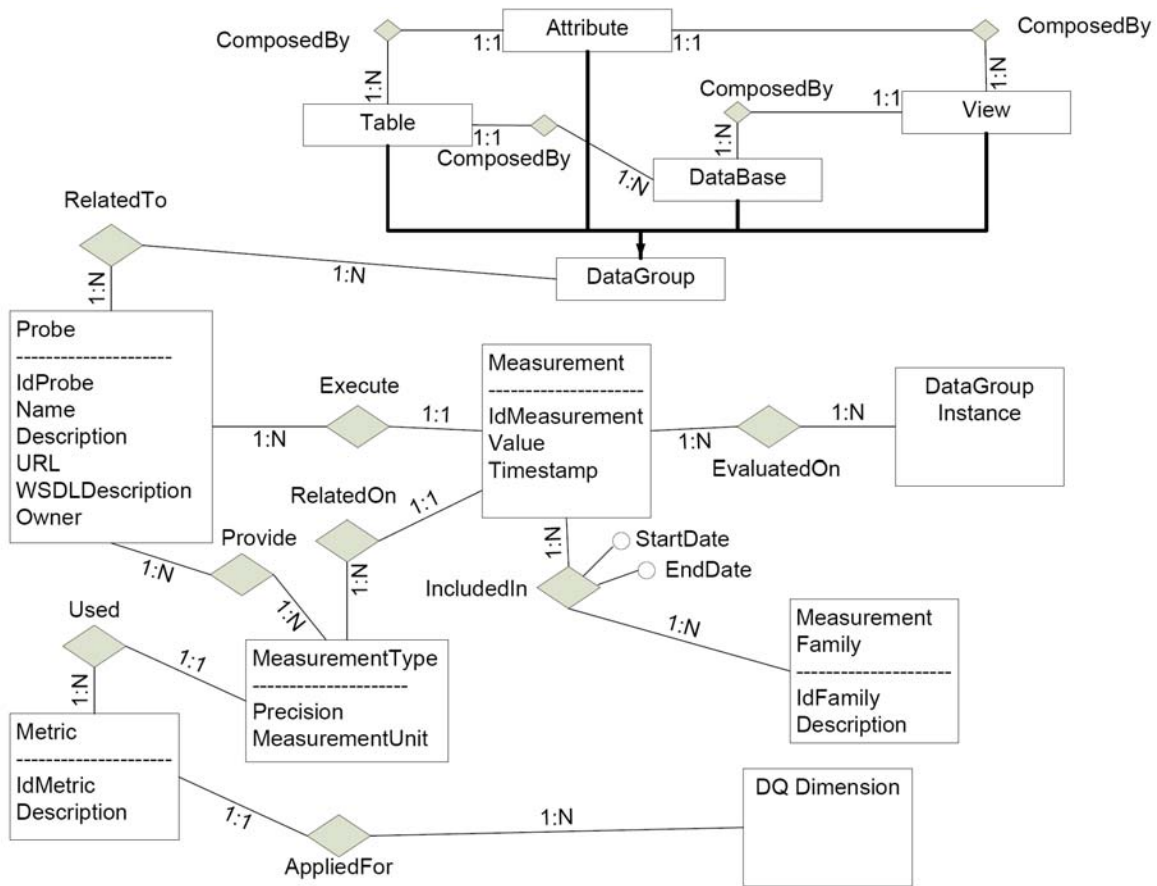 ComposedBy
1:1
Attribute
1:1
ComposedBy
1:N
1:N
ComposedBy
Table
1:1
ComposedBy
1:N
1:1
View
1:N
DataBase
RelatedTo
1:N
1:N
DataGroup
Probe
----------------------
IdProbe
Name
Description
URL
WSDLDescription
Owner
Execute
1:N
1:1
Measurement
----------------------
IdMeasurement
Value
Timestamp
1:N
EvaluatedOn
1:N
DataGroup
Instance
RelatedOn
1:1
1:N
Provide
1:N
1:N
1:N
StartDate
EndDate
IncludedIn
1:N
Measurement
Family
----------------------
IdFamily
Description
Used
1:1
1:N
MeasurementType
----------------------
Precision
MeasurementUnit
Metric
----------------------
IdMetric
Description
1:1
AppliedFor
1:N
DQ Dimension